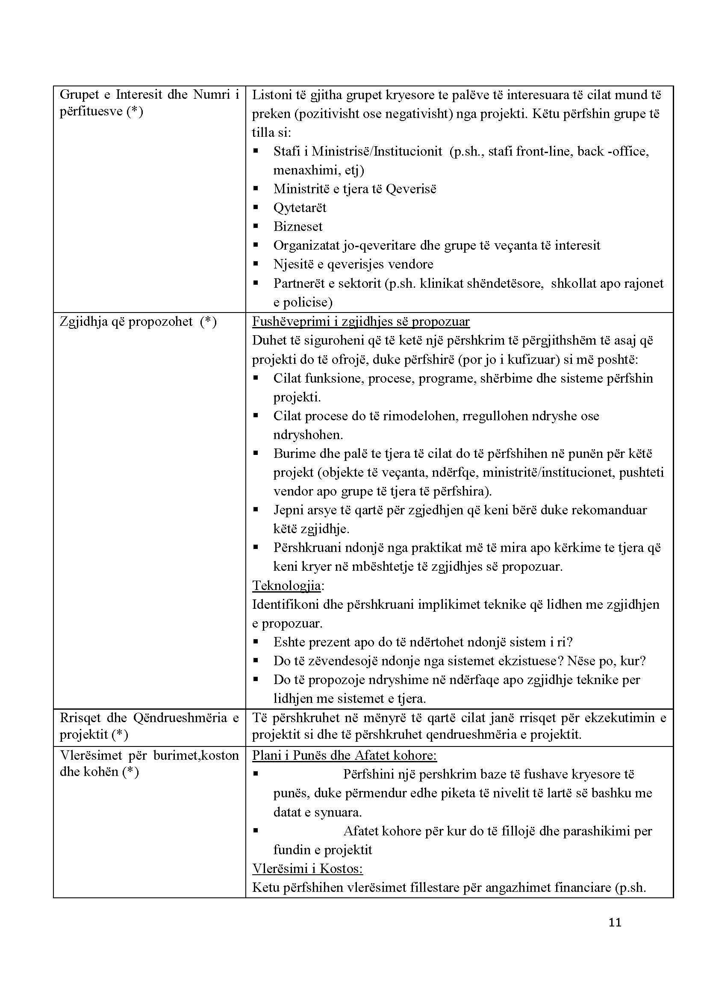 Grupet e Interesit dhe Numri i
përfituesve (*)
Listoni të gjitha grupet kryesore te palëve të interesuara të cilat mund të
preken (pozitivisht ose negativisht) nga projekti. Këtu përfshin grupe të
tilla si:
▪ Stafi i Ministrisë/Institucionit (p.sh., stafi front-line, back -office,
menaxhimi, etj)
▪ Ministritë e tjera të Qeverisë
▪ Qytetarët
▪ Bizneset
▪ Organizatat jo-qeveritare dhe grupe të veçanta të interesit
▪ Njesitë e qeverisjes vendore
▪ Partnerët e sektorit (p.sh. klinikat shëndetësore, shkollat apo rajonet
e policise)
Zgjidhja që propozohet (*)
Fushëveprimi i zgjidhjes së propozuar
Duhet të siguroheni që të ketë një përshkrim të përgjithshëm të asaj që
projekti do të ofrojë, duke përfshirë (por jo i kufizuar) si më poshtë:
▪ Cilat funksione, procese, programe, shërbime dhe sisteme përfshin
projekti.
▪ Cilat procese do të rimodelohen, rregullohen ndryshe ose
ndryshohen.
▪ Burime dhe palë te tjera të cilat do të përfshihen në punën për këtë
projekt (objekte të veçanta, ndërfqe, ministritë/institucionet, pushteti
vendor apo grupe të tjera të përfshira).
▪ Jepni arsye të qartë për zgjedhjen që keni bërë duke rekomanduar
këtë zgjidhje.
▪ Përshkruani ndonjë nga praktikat më të mira apo kërkime te tjera që
keni kryer në mbështetje të zgjidhjes së propozuar.
Teknologjia:
Identifikoni dhe përshkruani implikimet teknike që lidhen me zgjidhjen
e propozuar.
▪ Eshte prezent apo do të ndërtohet ndonjë sistem i ri?
▪ Do të zëvendesojë ndonje nga sistemet ekzistuese? Nëse po, kur?
▪ Do të propozoje ndryshime në ndërfaqe apo zgjidhje teknike per
lidhjen me sistemet e tjera.
Rrisqet dhe Qëndrueshmëria e
projektit (*)
Të përshkruhet në mënyrë të qartë cilat janë rrisqet për ekzekutimin e
projektit si dhe të përshkruhet qendrueshmëria e projektit.
Vlerësimet për burimet,koston
dhe kohën (*)
Plani i Punës dhe Afatet kohore:
▪ Përfshini një pershkrim baze të fushave kryesore të
punës, duke përmendur edhe piketa të nivelit të lartë së bashku me
datat e synuara.
▪ Afatet kohore për kur do të fillojë dhe parashikimi per
fundin e projektit
Vlerësimi i Kostos:
Ketu përfshihen vlerësimet fillestare për angazhimet financiare (p.sh.
11